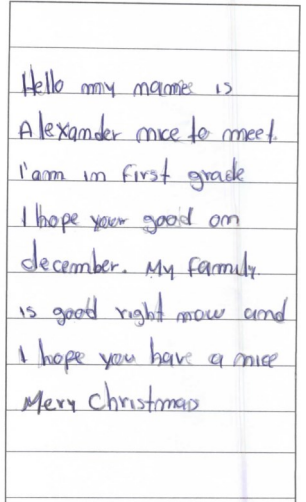 Hello my name is
Alexander nice to meet.
I'am in first grade
I hope your good on
december. My family.
is good right now and
I hope you have a nice
Mery Christmas